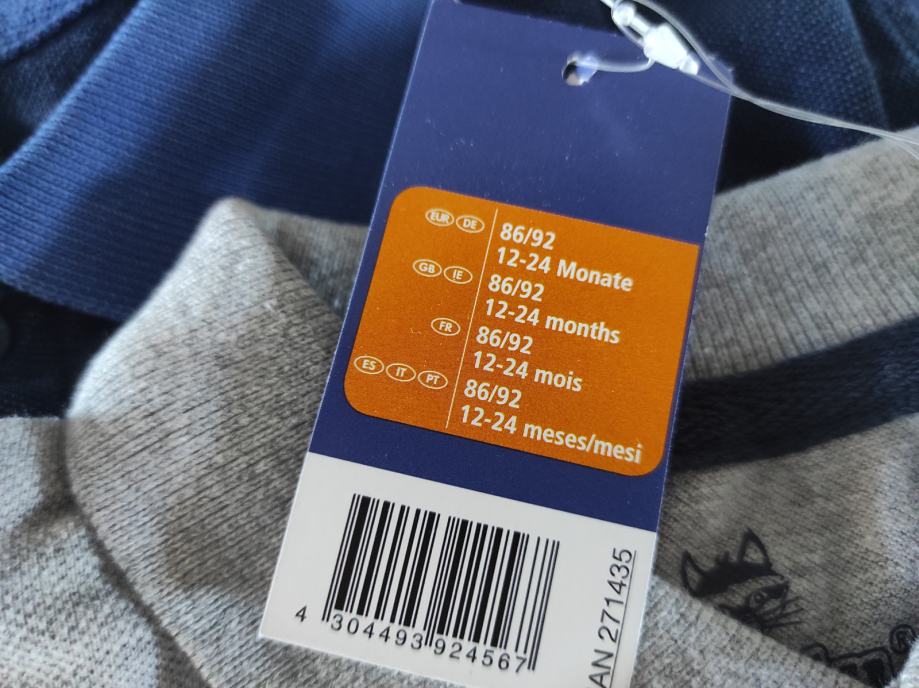 EUR DE 86/92
12-24 Monate
GB IE 86/92
12-24 months
FR 86/92
12-24 mois
ES IT PT 86/92
12-24 meses/mesi
4 304493 924567
AN 271435